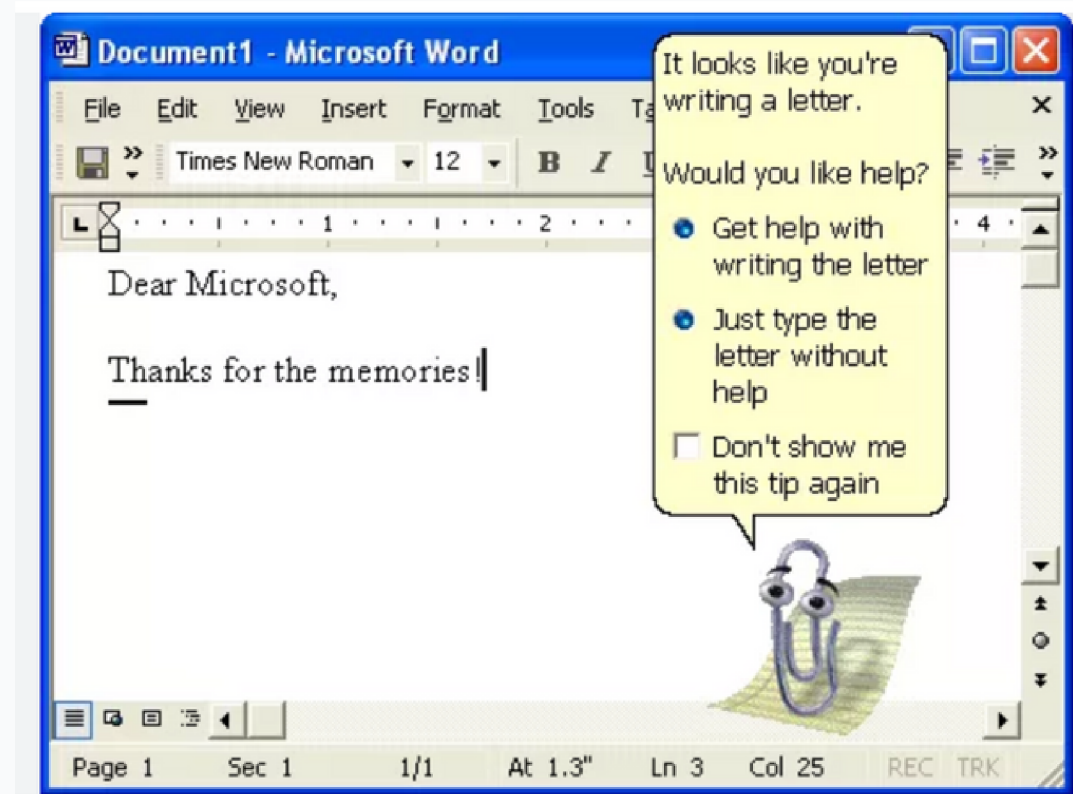 Document1 - Microsoft Word
File Edit View Insert Format Tools
Times New Roman 12 B I
1 2 4
Dear Microsoft,
Thanks for the memories!
It looks like you're
writing a letter.
Would you like help?
Get help with
writing the letter
Just type the
letter without
help
Don't show me
this tip again
Page 1 Sec 1 1/1 At 1.3" Ln 3 Col 25 REC TRK